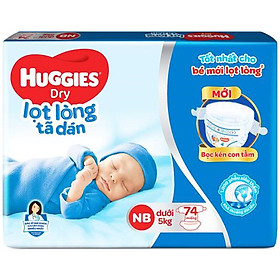 HUGGIES
Dry
lọt lòng
tã dán
Tốt nhất cho
bé mới lọt lòng
MỚI
Bọc kén con tằm
NB
dưới
5kg
74
miếng